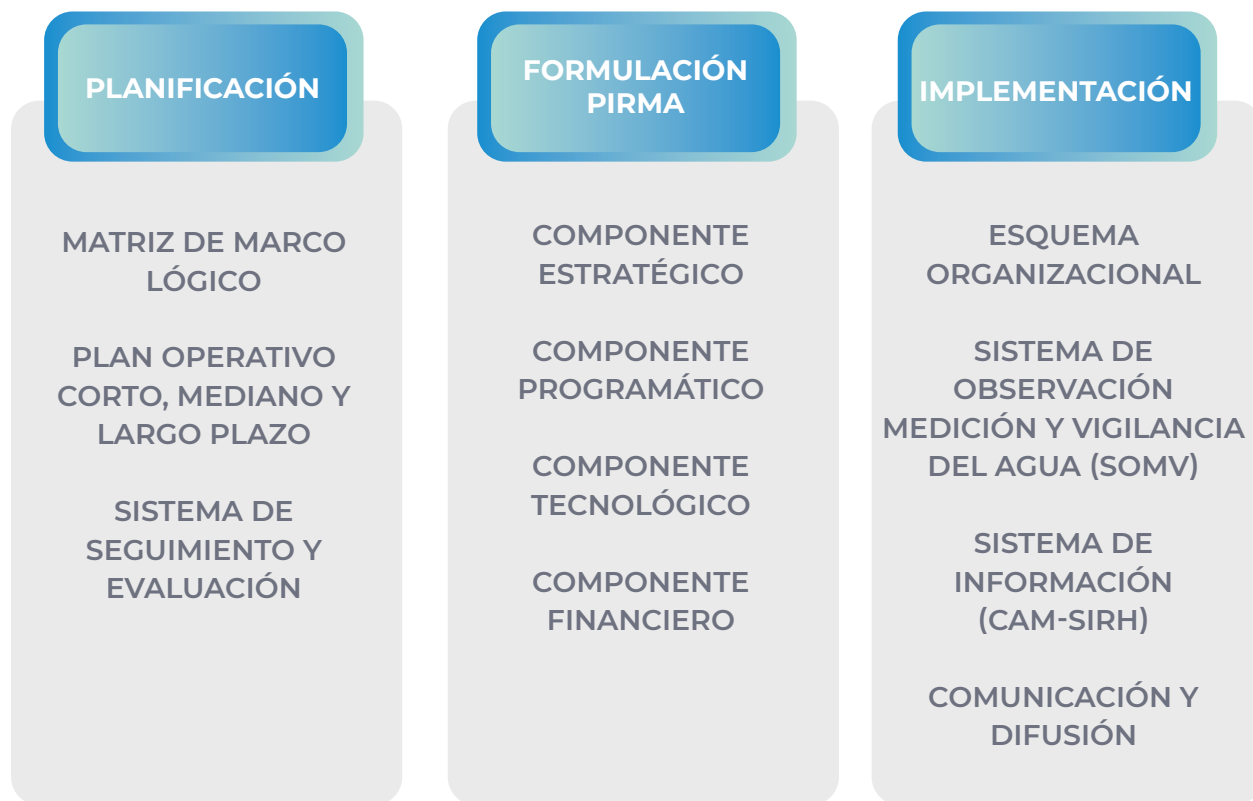 PLANIFICACIÓN
MATRIZ DE MARCO
LÓGICO
PLAN OPERATIVO
CORTO, MEDIANO Y
LARGO PLAZO
SISTEMA DE
SEGUIMIENTO Y
EVALUACIÓN
FORMULACIÓN
PIRMA
COMPONENTE
ESTRATÉGICO
COMPONENTE
PROGRAMÁTICO
COMPONENTE
TECNOLÓGICO
COMPONENTE
FINANCIERO
IMPLEMENTACIÓN
ESQUEMA
ORGANIZACIONAL
SISTEMA DE
OBSERVACIÓN
MEDICIÓN Y VIGILANCIA
DEL AGUA (SOMV)
SISTEMA DE
INFORMACIÓN
(CAM-SIRH)
COMUNICACIÓN Y
DIFUSIÓN